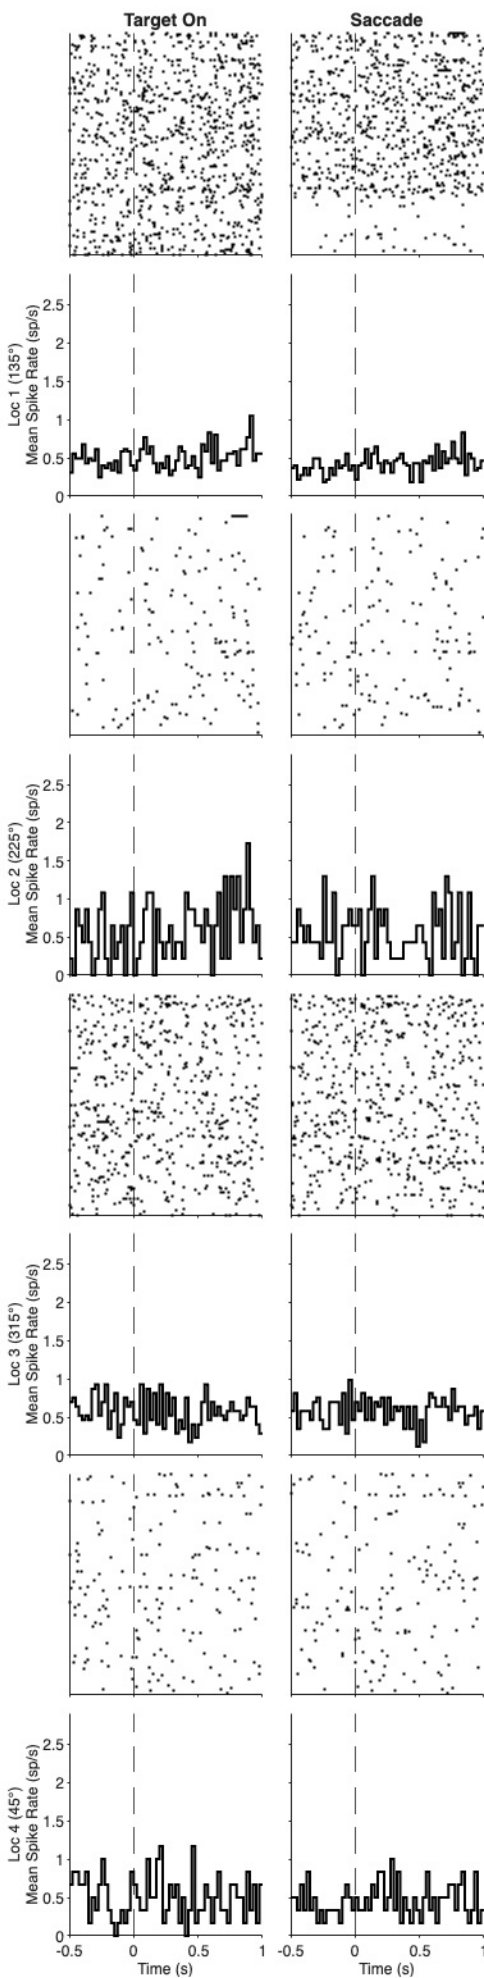 Target On Saccade
Loc 1 (135°)
Mean Spike Rate (sp/s)
2.5
2
1.5
1
0.5
0
Loc 2 (225°)
Mean Spike Rate (sp/s)
2.5
2
1.5
1
0.5
0
Loc 3 (315°)
Mean Spike Rate (sp/s)
2.5
2
1.5
1
0.5
0
Loc 4 (45°)
Mean Spike Rate (sp/s)
2.5
2
1.5
1
0.5
0
-0.5 0 0.5 1 -0.5 0 0.5 1
Time (s) Time (s)